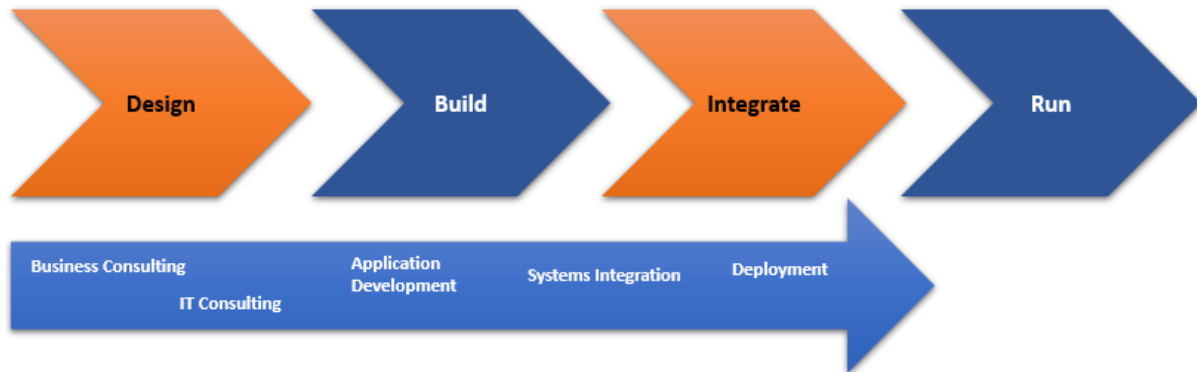 Design
Build
Integrate
Run
Business Consulting
IT Consulting
Application
Development
Systems Integration
Deployment